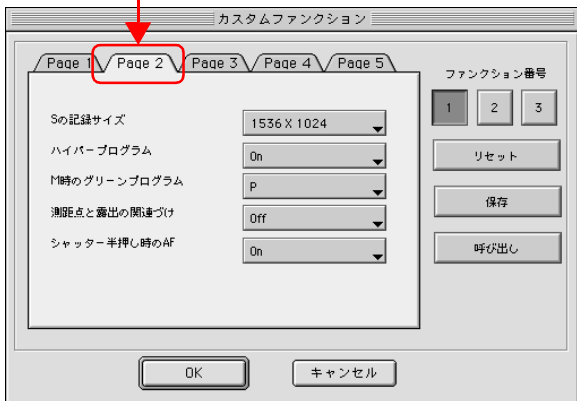 カスタムファンクション
Page 1 Page 2 Page 3 Page 4 Page 5
Sの記録サイズ 1536 X 1024
ハイパープログラム On
M時のグリーンプログラム P
測距点と露出の関連づけ Off
シャッター半押し時のAF On
ファンクション番号
1 2 3
リセット
保存
呼び出し
OK キャンセル